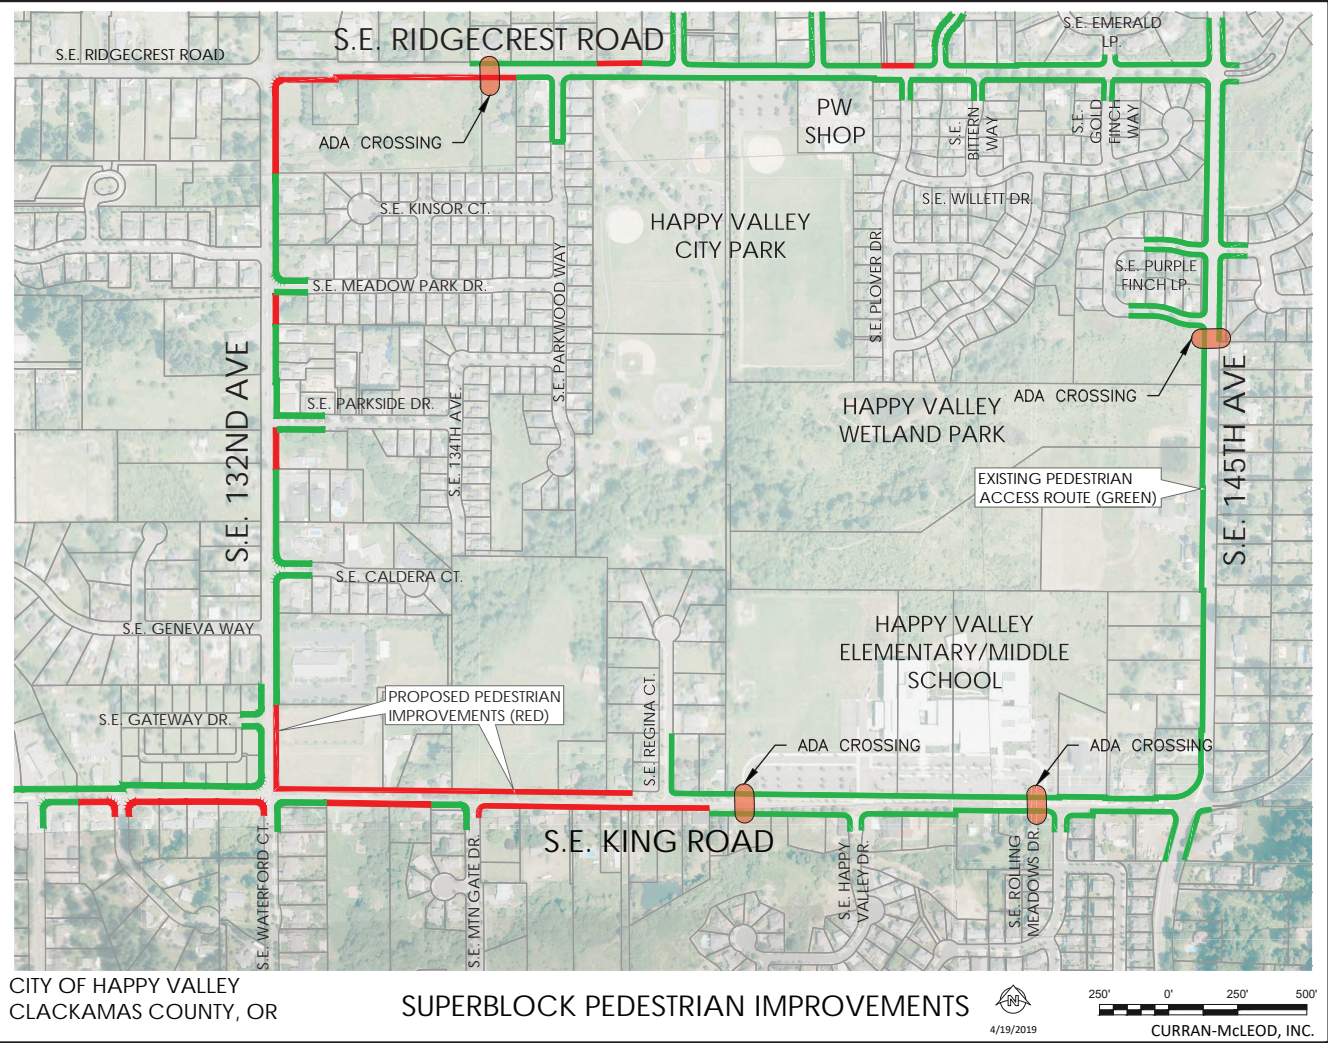 S.E. RIDGECREST ROAD
S.E. RIDGECREST ROAD
S.E. EMERALD
LP.
ADA CROSSING
PW
SHOP
S.E.
BITTERN
WAY
S.E.
GOLD
FINCH
WAY
S.E. KINSOR CT.
S.E. WILLETT DR.
HAPPY VALLEY
CITY PARK
S.E. PLOVER DR.
S.E. PARKWOOD WAY
S.E. PURPLE
FINCH LP.
S.E. MEADOW PARK DR.
S.E. 132ND AVE
S.E. PARKSIDE DR.
S.E. 134TH AVE.
HAPPY VALLEY
WETLAND PARK
ADA CROSSING
S.E. 145TH AVE
EXISTING PEDESTRIAN
ACCESS ROUTE (GREEN)
S.E. CALDERA CT.
S.E. GENEVA WAY
HAPPY VALLEY
ELEMENTARY/MIDDLE
SCHOOL
PROPOSED PEDESTRIAN
IMPROVEMENTS (RED)
S.E. GATEWAY DR.
S.E. REGINA CT.
ADA CROSSING
ADA CROSSING
S.E. KING ROAD
S.E. WATERFORD CT.
S.E. MTN GATE DR.
S.E. HAPPY
VALLEY DR.
S.E. ROLLING
MEADOWS DR.
CITY OF HAPPY VALLEY
CLACKAMAS COUNTY, OR
SUPERBLOCK PEDESTRIAN IMPROVEMENTS
N
4/19/2019
250' 0' 250' 500'
CURRAN-McLEOD, INC.